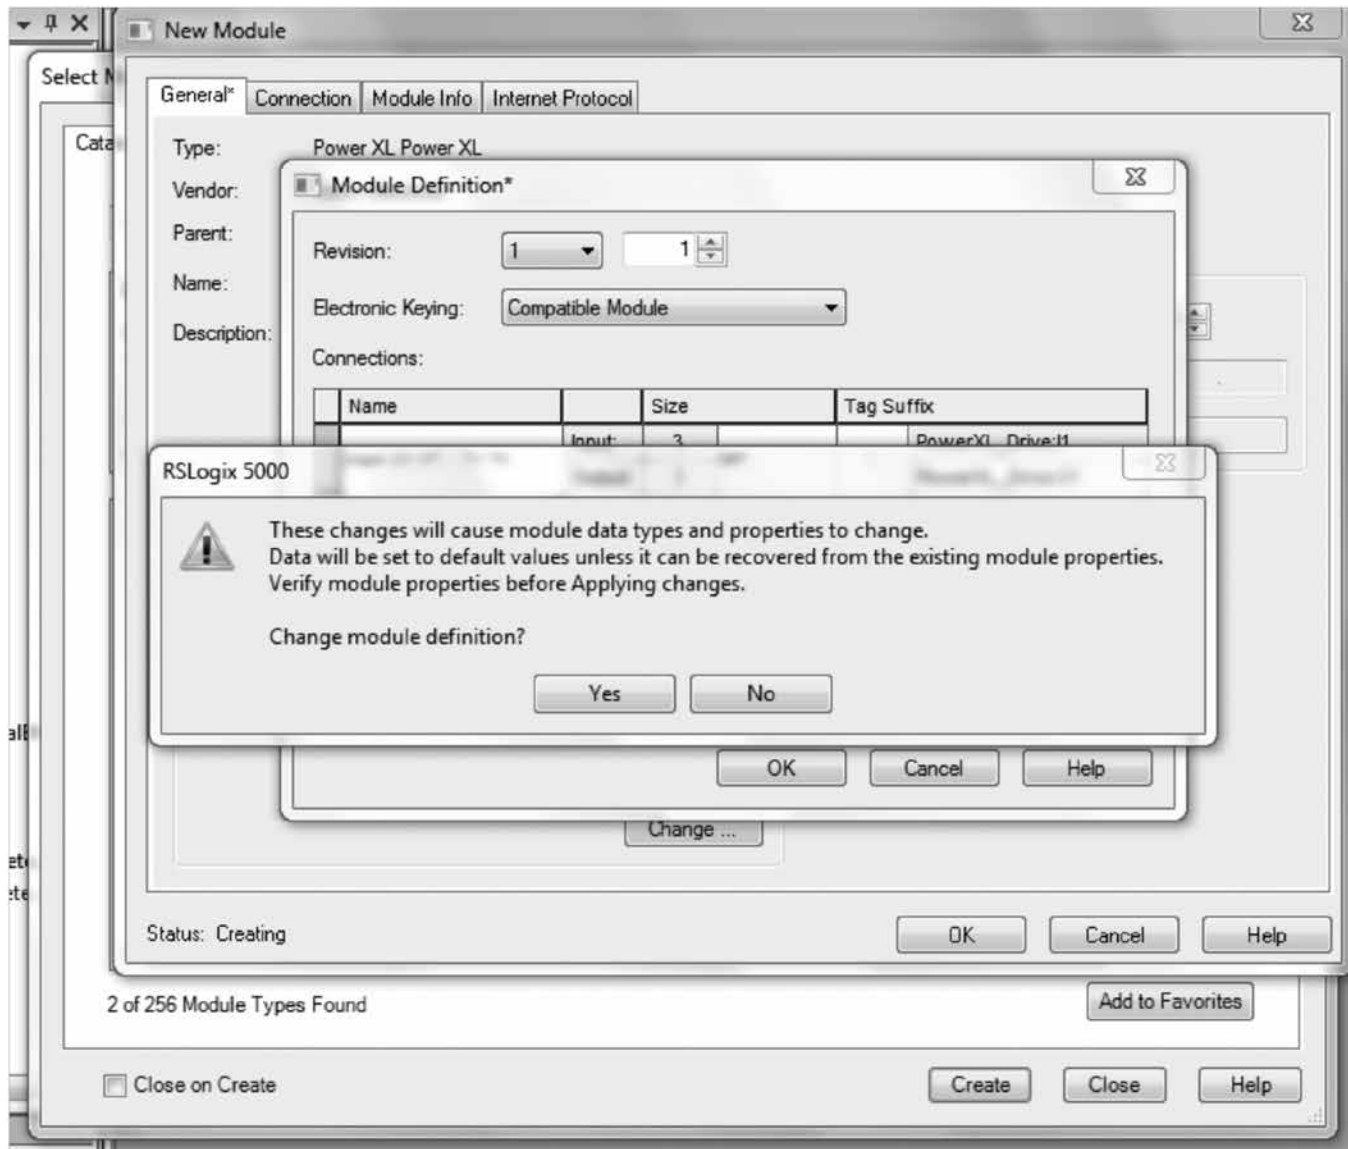 New Module
Select M
General* Connection Module Info Internet Protocol
Cata
Type: Power XL Power XL
Vendor:
Parent:
Name:
Description:
Module Definition*
Revision: 1 1
Electronic Keying: Compatible Module
Connections:
Name Size Tag Suffix
Input: 3 PowerXL_Drive:I1
RSLogix 5000
These changes will cause module data types and properties to change.
Data will be set to default values unless it can be recovered from the existing module properties.
Verify module properties before Applying changes.
Change module definition?
Yes No
OK Cancel Help
Change ...
Status: Creating
OK Cancel Help
2 of 256 Module Types Found
Add to Favorites
Close on Create
Create Close Help